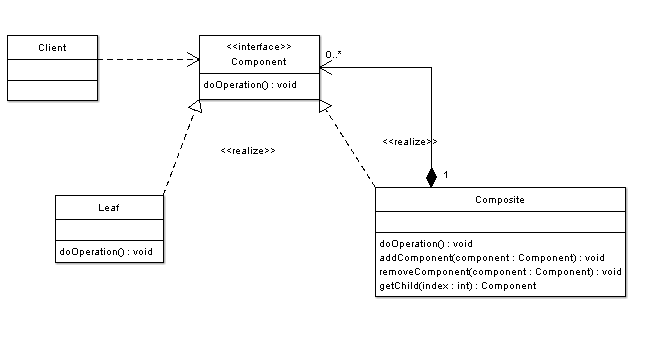 Client
<<interface>>
Component
doOperation() : void
0..*
<<realize>>
<<realize>>
1
Leaf
doOperation() : void
Composite
doOperation() : void
addComponent(component : Component) : void
removeComponent(component : Component) : void
getChild(index : int) : Component